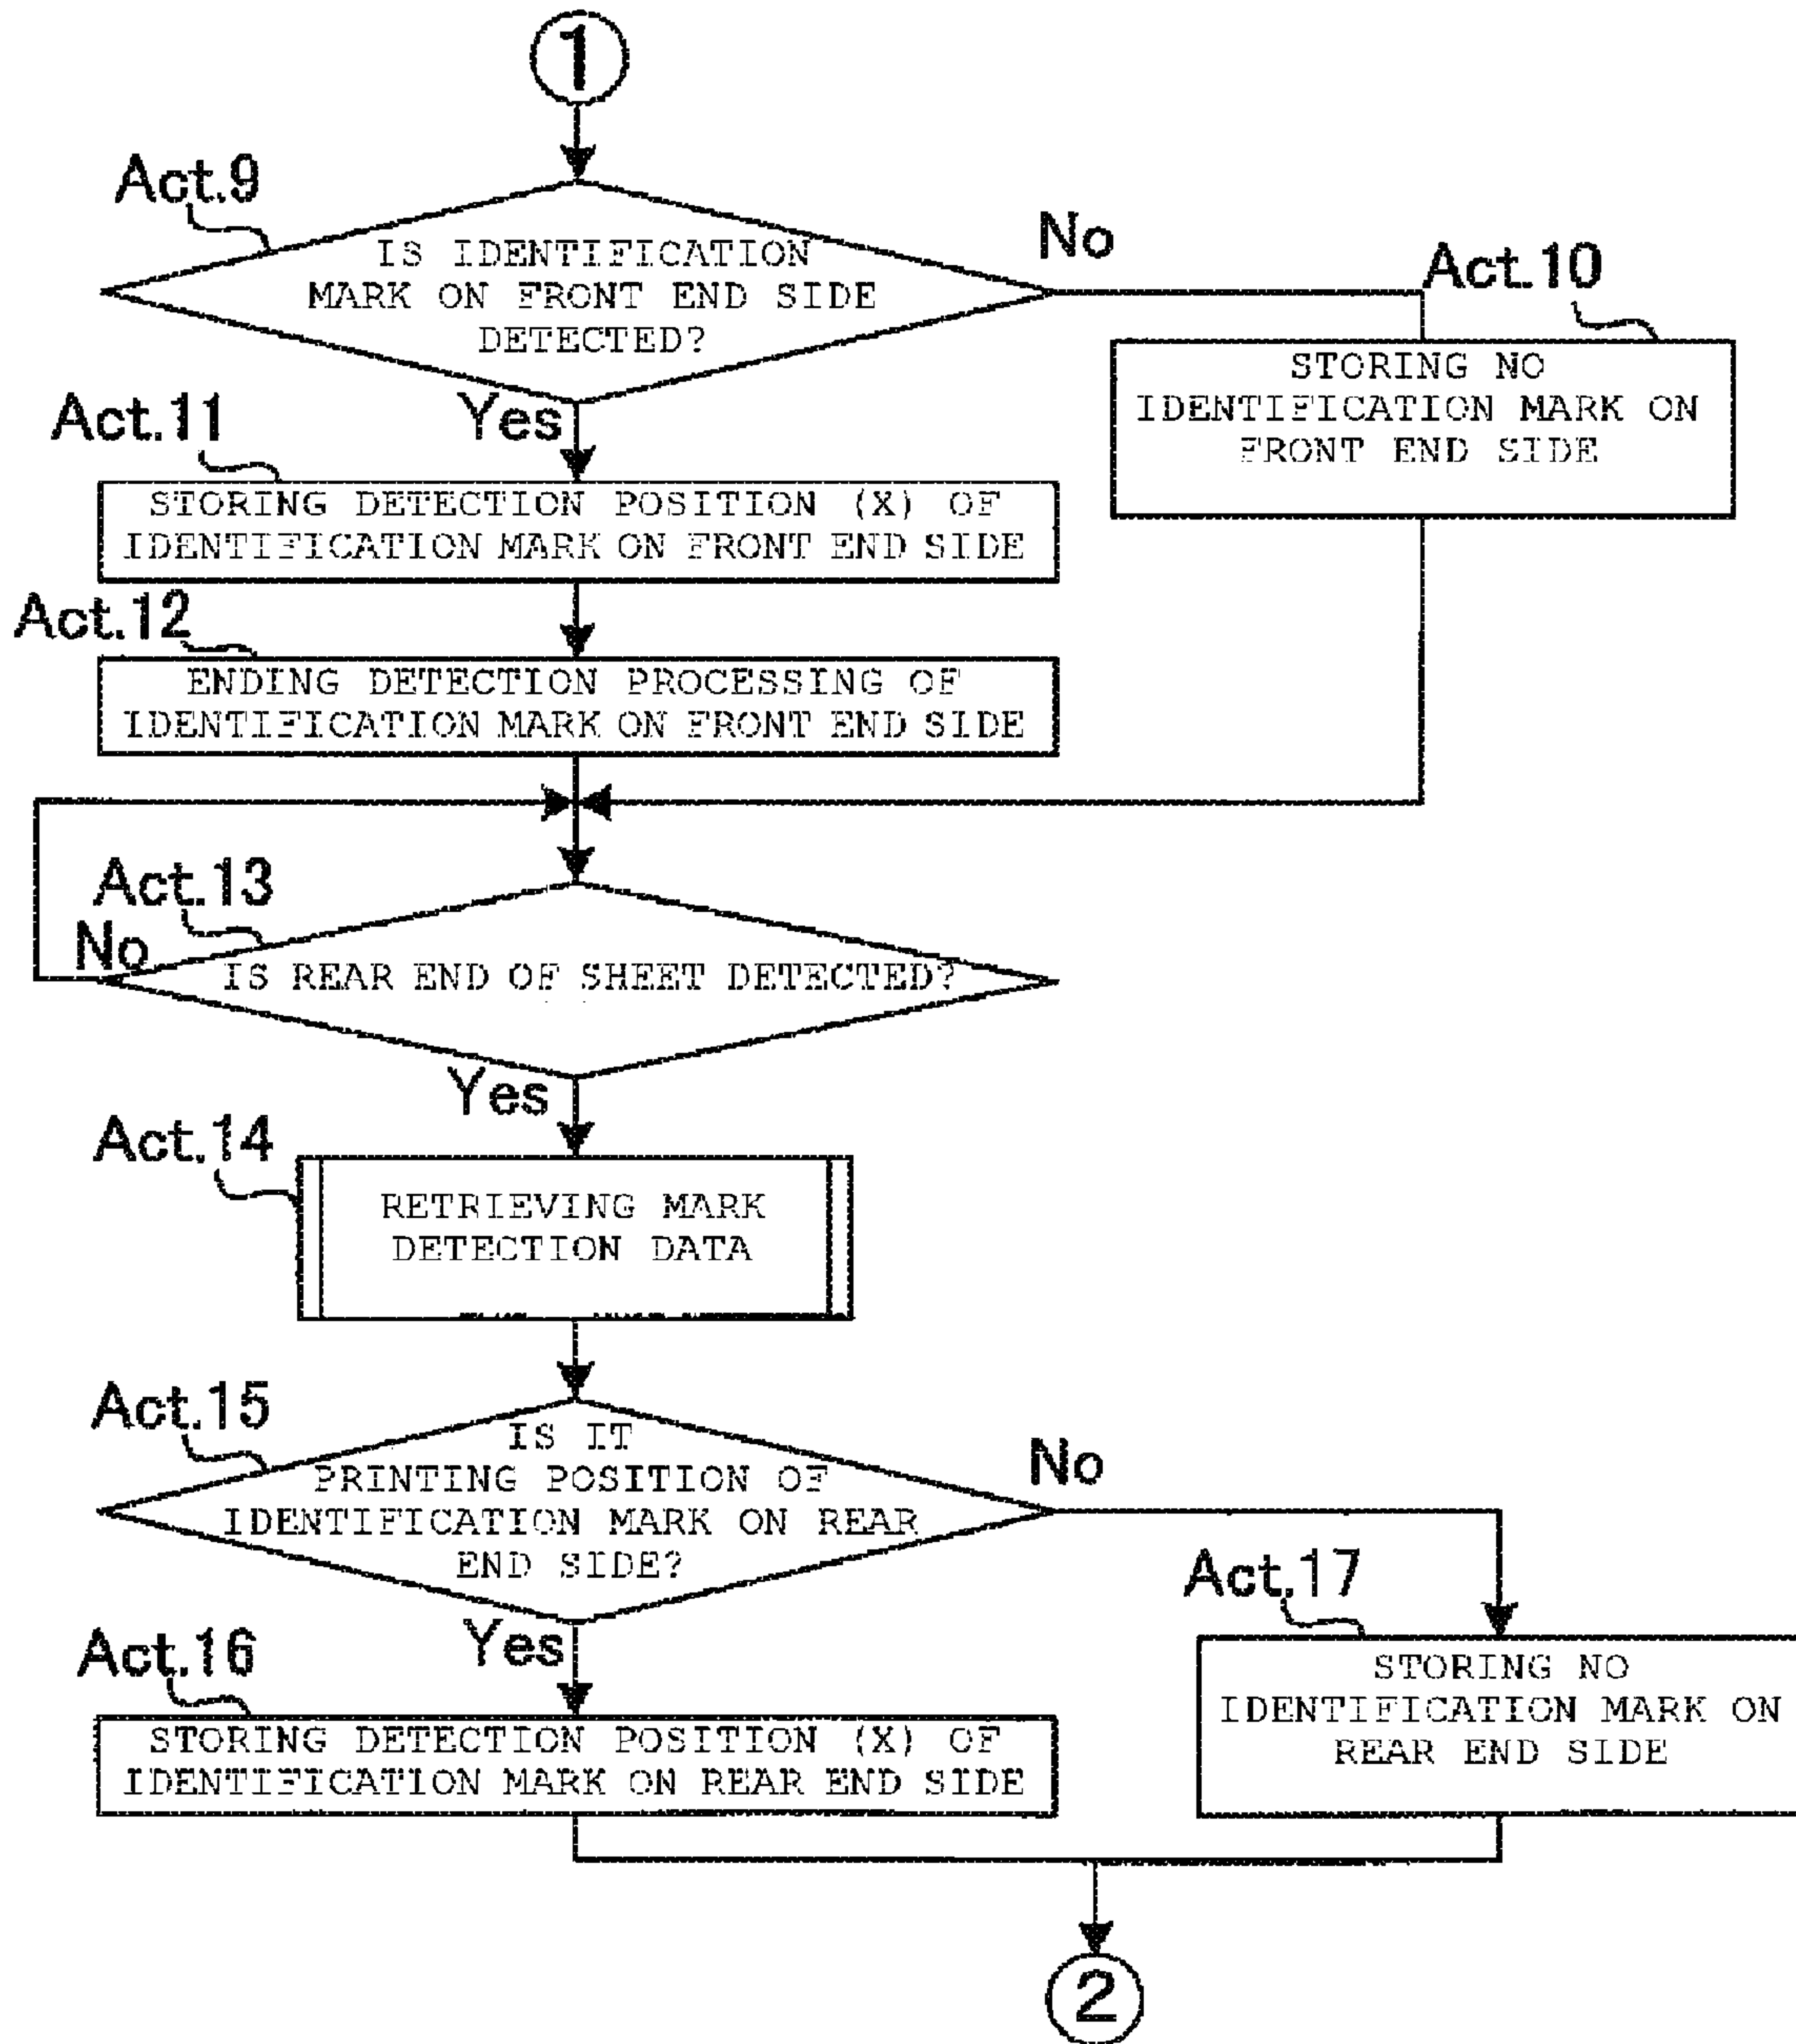 1
Act.9
IS IDENTIFICATION
MARK ON FRONT END SIDE
DETECTED?
No
Act.10
STORING NO
IDENTIFICATION MARK ON
FRONT END SIDE
Yes
Act.11
STORING DETECTION POSITION (X) OF
IDENTIFICATION MARK ON FRONT END SIDE
Act.12
ENDING DETECTION PROCESSING OF
IDENTIFICATION MARK ON FRONT END SIDE
Act.13
No
IS REAR END OF SHEET DETECTED?
Yes
Act.14
RETRIEVING MARK
DETECTION DATA
Act.15
IS IT
PRINTING POSITION OF
IDENTIFICATION MARK ON REAR
END SIDE?
No
Act.17
STORING NO
IDENTIFICATION MARK ON
REAR END SIDE
Yes
Act.16
STORING DETECTION POSITION (X) OF
IDENTIFICATION MARK ON REAR END SIDE
2